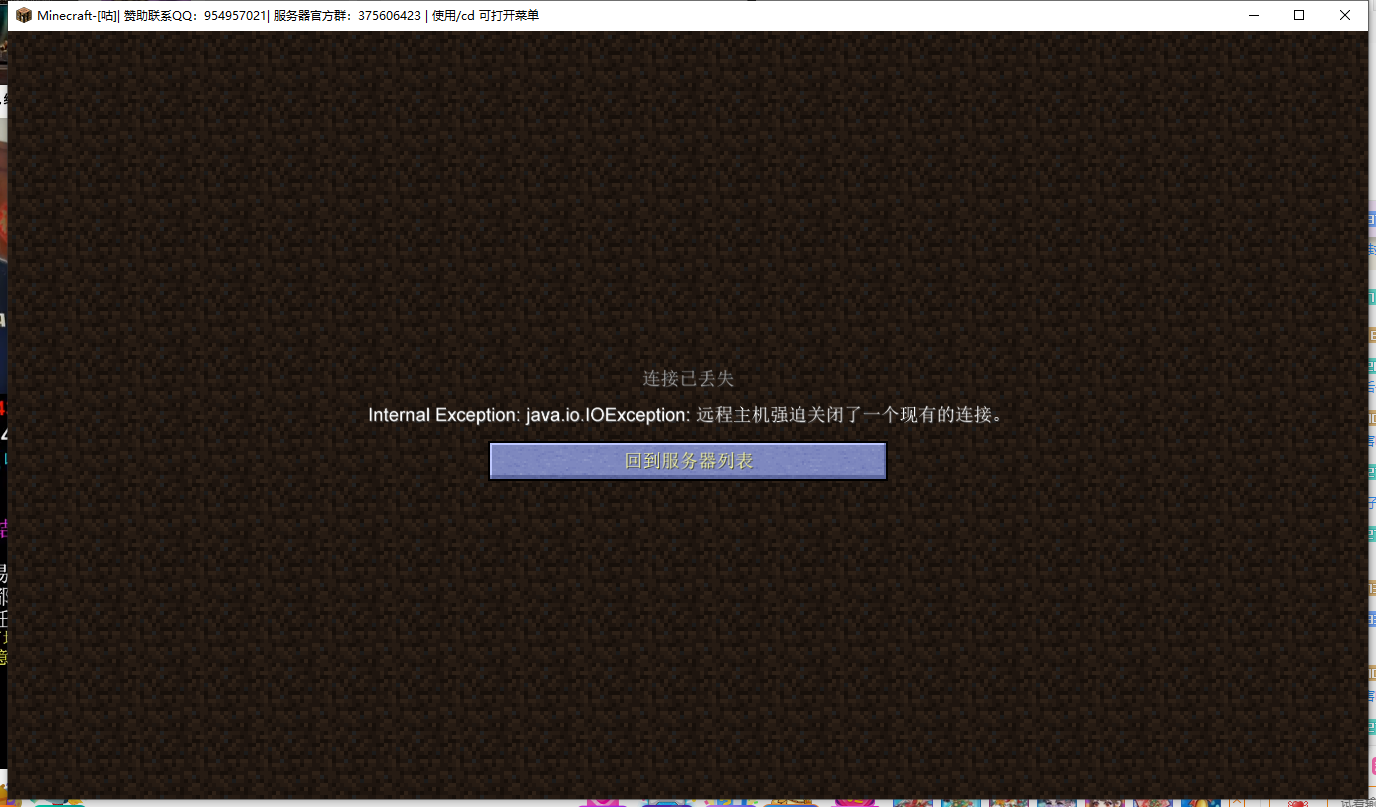 Minecraft-[咕]| 赞助联系QQ：954957021| 服务器官方群：375606423 | 使用/cd 可打开菜单
连接已丢失
Internal Exception: java.io.IOException: 远程主机强迫关闭了一个现有的连接。
回到服务器列表